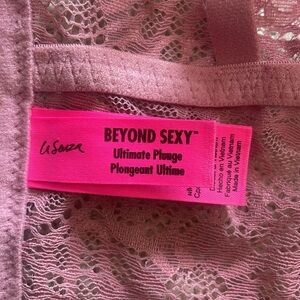 la Senza
BEYOND SEXY™
Ultimate Plunge
Plongeant Ultime
Hecho en Vietnam
Fabriqué au Vietnam
Made in Vietnam